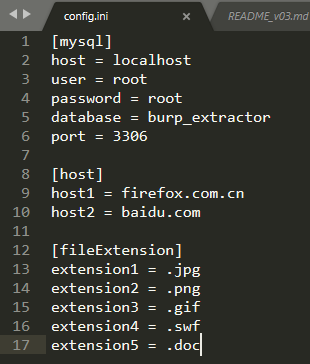 config.ini
README_v03.md
1 [mysql]
2 host = localhost
3 user = root
4 password = root
5 database = burp_extractor
6 port = 3306
7
8 [host]
9 host1 = firefox.com.cn
10 host2 = baidu.com
11
12 [fileExtension]
13 extension1 = .jpg
14 extension2 = .png
15 extension3 = .gif
16 extension4 = .swf
17 extension5 = .doc